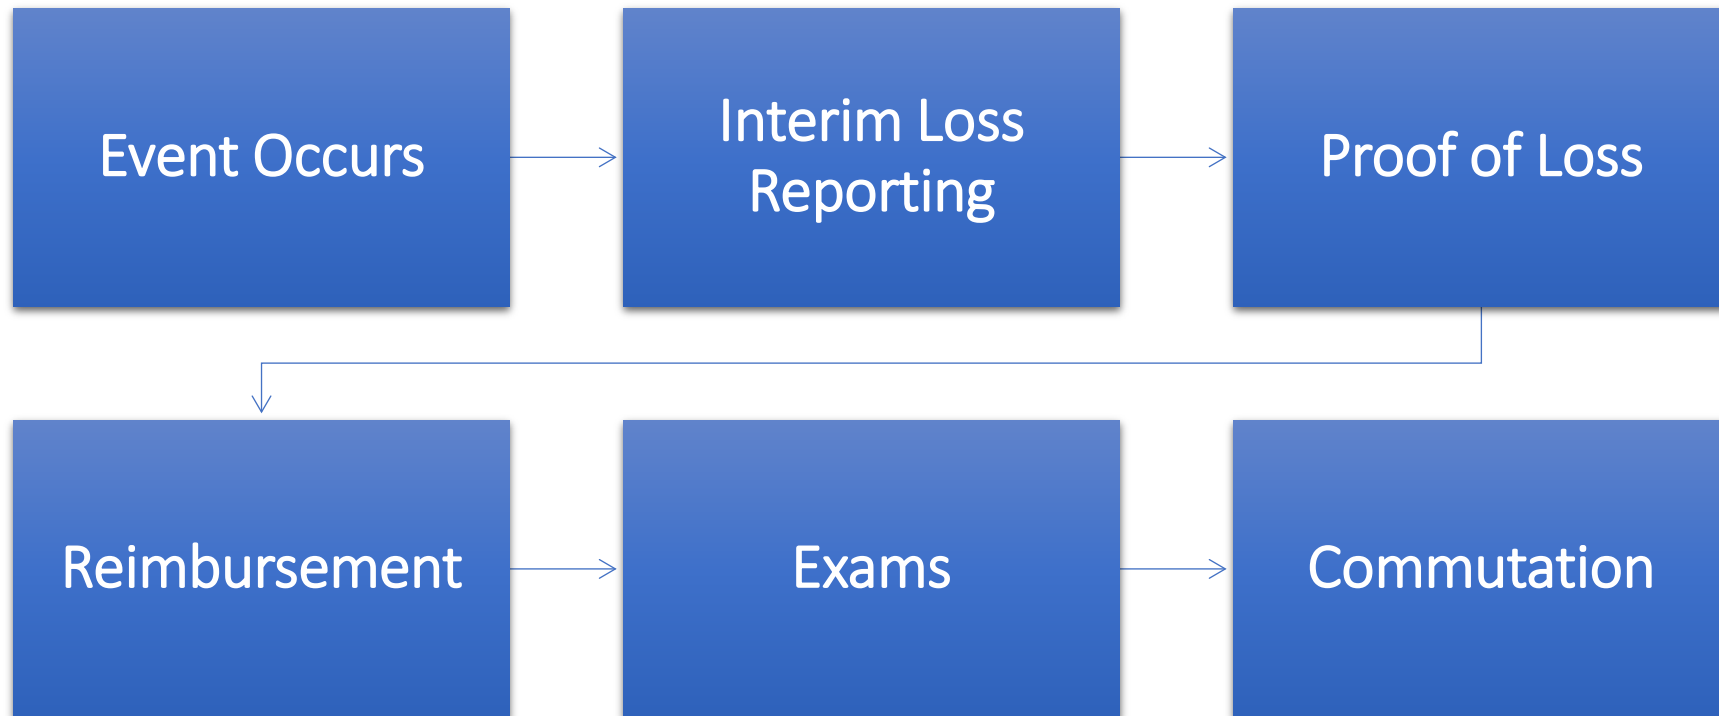 Event Occurs
Interim Loss
Reporting
Proof of Loss
Reimbursement
Exams
Commutation